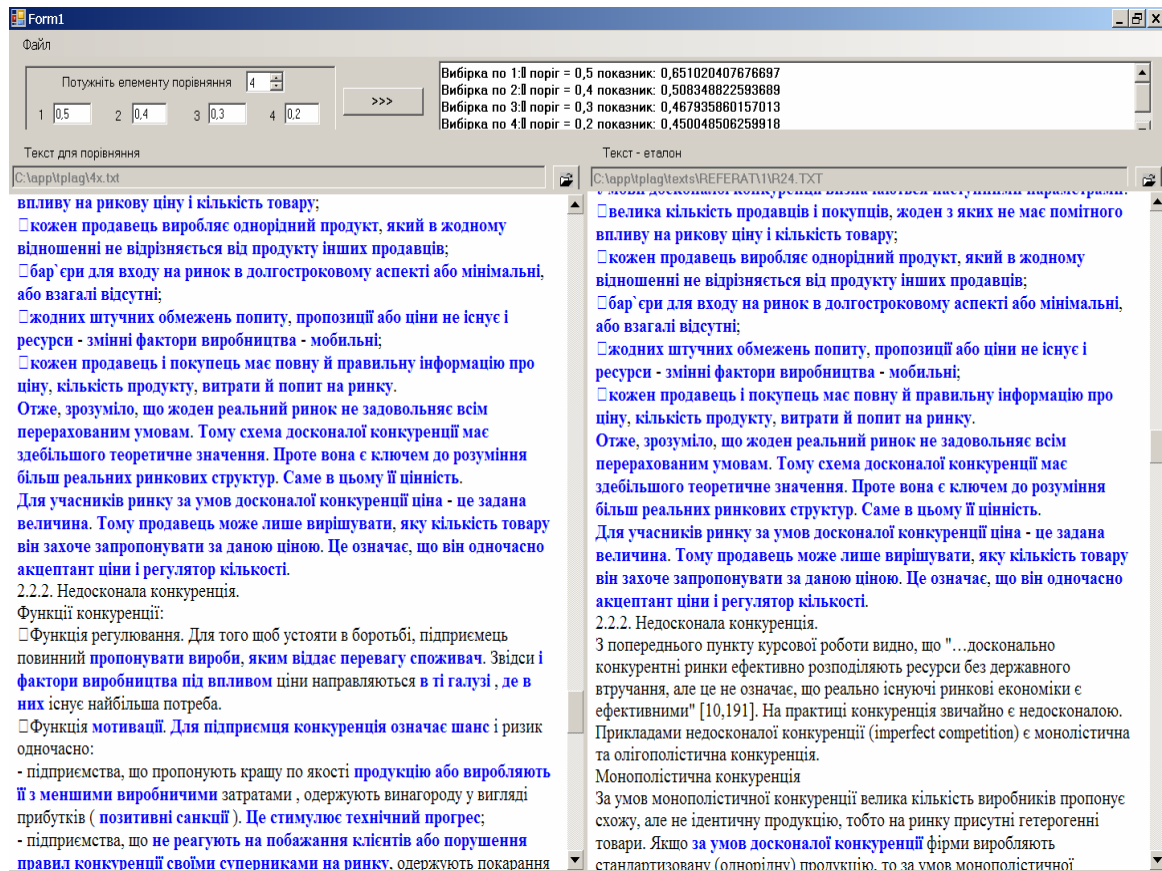 Form1
Файл
Потужніть елементу порівняння 4
1 0,5 2 0,4 3 0,3 4 0,2
>>>
Вибірка по 1: поріг = 0,5 показник: 0,651020407676697
Вибірка по 2: поріг = 0,4 показник: 0,508348822593689
Вибірка по 3: поріг = 0,3 показник: 0,467935860157013
Вибірка по 4: поріг = 0,2 показник: 0,450048506259918
Текст для порівняння
C:\app\tplag\4x.txt
впливу на рикову ціну і кількість товару;
кожен продавець виробляє однорідний продукт, який в жодному
відношенні не відрізняється від продукту інших продавців;
бар`єри для входу на ринок в долгостроковому аспекті або мінімальні,
або взагалі відсутні;
жодних штучних обмежень попиту, пропозиції або ціни не існує і
ресурси - змінні фактори виробництва - мобильні;
кожен продавець і покупець має повну й правильну інформацію про
ціну, кількість продукту, витрати й попит на ринку.
Отже, зрозуміло, що жоден реальний ринок не задовольняє всім
перерахованим умовам. Тому схема досконалої конкуренції має
здебільшого теоретичне значення. Проте вона є ключем до розуміння
більш реальних ринкових структур. Саме в цьому її цінність.
Для учасників ринку за умов досконалої конкуренції ціна - це задана
величина. Тому продавець може лише вирішувати, яку кількість товару
він захоче запропонувати за даною ціною. Це означає, що він одночасно
акцептант ціни і регулятор кількості.
2.2.2. Недосконала конкуренція.
Функції конкуренції:
Функція регулювання. Для того щоб устояти в боротьбі, підприємець
повинний пропонувати вироби, яким віддає перевагу споживач. Звідси і
фактори виробництва під впливом ціни направляються в ті галузі , де в
них існує найбільша потреба.
Функція мотивації. Для підприємця конкуренція означає шанс і ризик
одночасно:
- підприємства, що пропонують крашу по якості продукцію або виробляють
її з меншими виробничими затратами , одержують винагороду у вигляді
прибутків ( позитивні санкції ). Це стимулює технічний прогрес;
- підприємства, що не реагують на побажання клієнтів або порушення
правил конкуренції своїми суперниками на ринку, одержують покарання
Текст - еталон
C:\app\tplag\texts\REFERAT\1\R24.TXT
Умови досконалої конкуренції визначаються наступними параметрами:
велика кількість продавців і покупців, жоден з яких не має помітного
впливу на рикову ціну і кількість товару;
кожен продавець виробляє однорідний продукт, який в жодному
відношенні не відрізняється від продукту інших продавців;
бар`єри для входу на ринок в долгостроковому аспекті або мінімальні,
або взагалі відсутні;
жодних штучних обмежень попиту, пропозиції або ціни не існує і
ресурси - змінні фактори виробництва - мобильні;
кожен продавець і покупець має повну й правильну інформацію про
ціну, кількість продукту, витрати й попит на ринку.
Отже, зрозуміло, що жоден реальний ринок не задовольняє всім
перерахованим умовам. Тому схема досконалої конкуренції має
здебільшого теоретичне значення. Проте вона є ключем до розуміння
більш реальних ринкових структур. Саме в цьому її цінність.
Для учасників ринку за умов досконалої конкуренції ціна - це задана
величина. Тому продавець може лише вирішувати, яку кількість товару
він захоче запропонувати за даною ціною. Це означає, що він одночасно
акцептант ціни і регулятор кількості.
2.2.2. Недосконала конкуренція.
З попереднього пункту курсової роботи видно, що "…досконально
конкурентні ринки ефективно розподіляють ресурси без державного
втручання, але це не означає, що реально існуючі ринкові економіки є
ефективними" [10,191]. На практиці конкуренція звичайно є недосконалою.
Прикладами недосконалої конкуренції (imperfect competition) є монолістична
та олігополістична конкуренція.
Монополістична конкуренція
За умов монополістичної конкуренції велика кількість виробників пропонує
схожу, але не ідентичну продукцію, тобто на ринку присутні гетерогенні
товари. Якщо за умов досконалої конкуренції фірми виробляють
стандартизовану (однорідну) продукцію, то за умов монополістичної